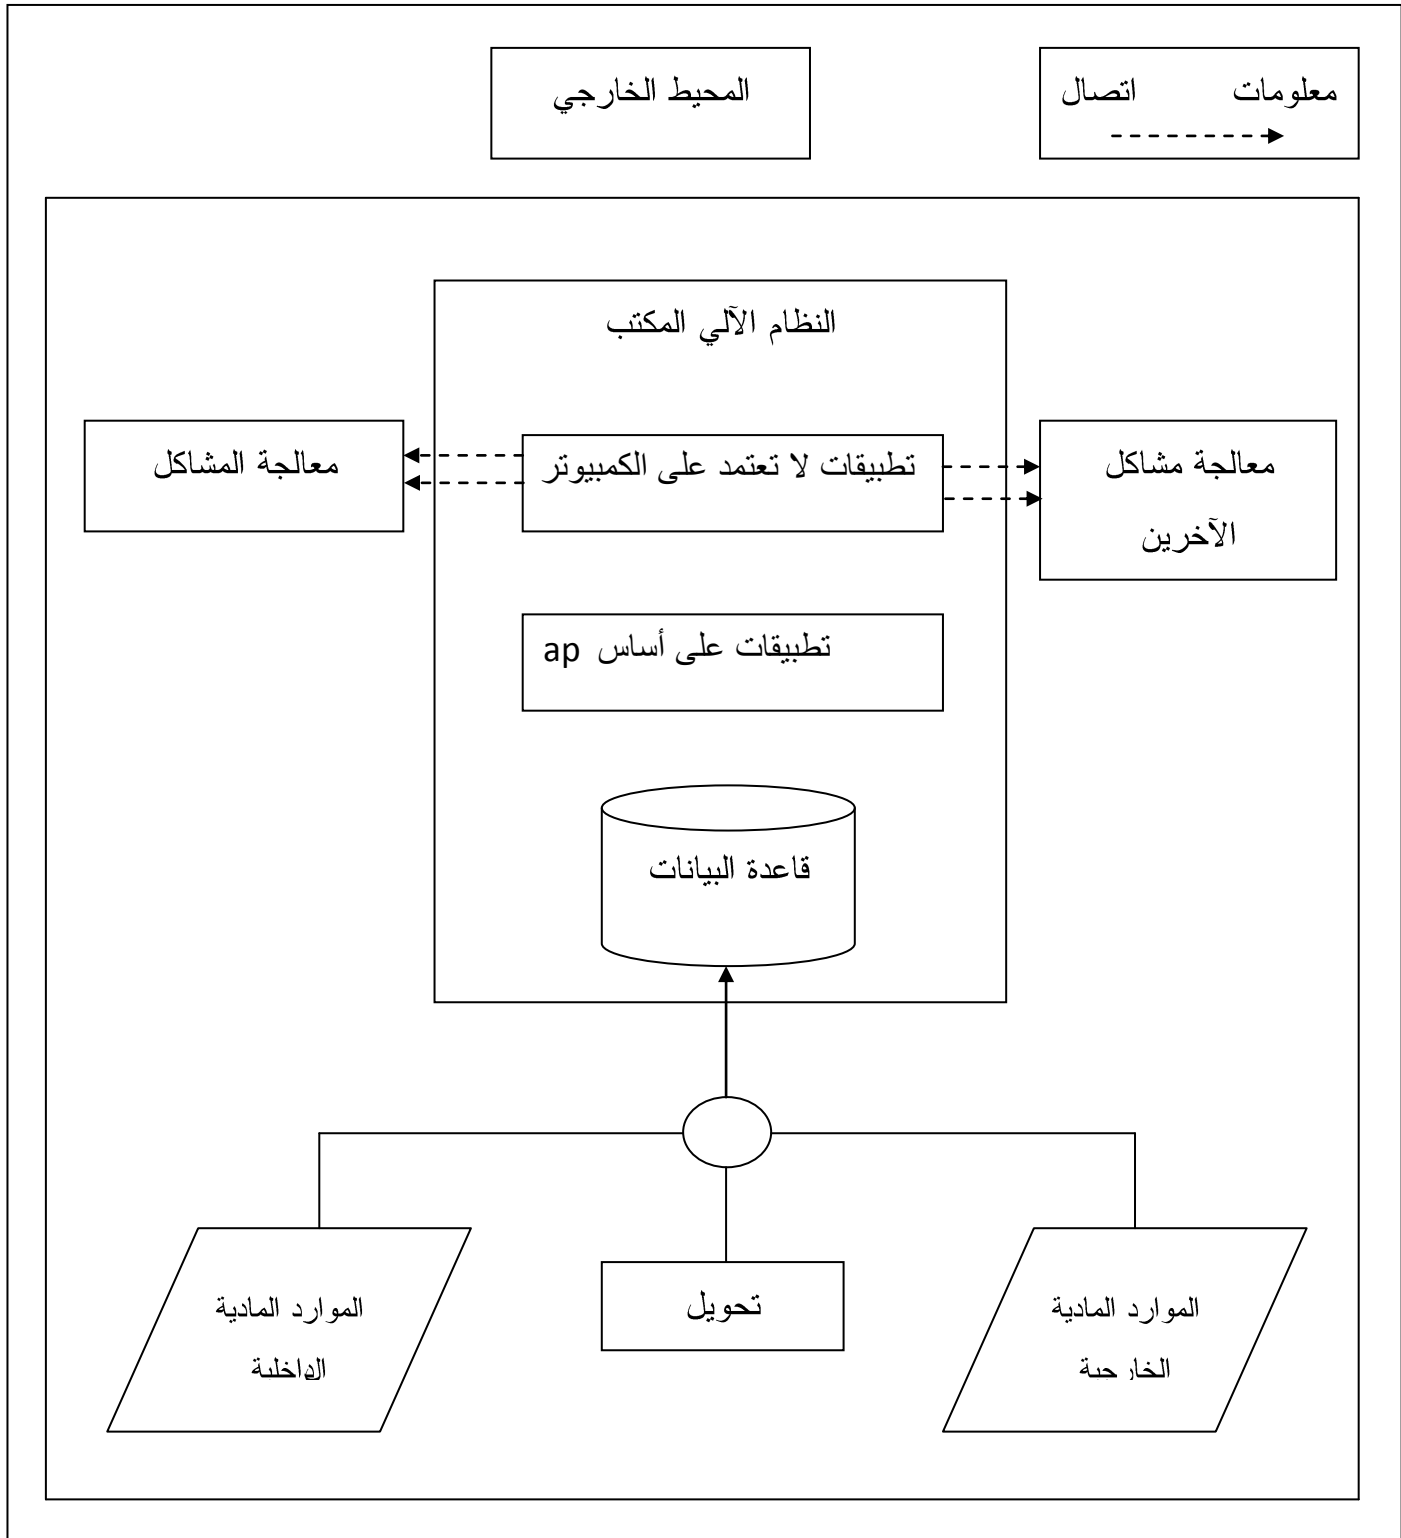 معلومات اتصال
المحيط الخارجي
النظام الآلي المكتب
معالجة مشاكل
الآخرين
تطبيقات لا تعتمد على الكمبيوتر
معالجة المشاكل
تطبيقات على أساس ap
قاعدة البيانات
الموارد المادية
الخارجية
تحويل
الموارد المادية
الداخلية